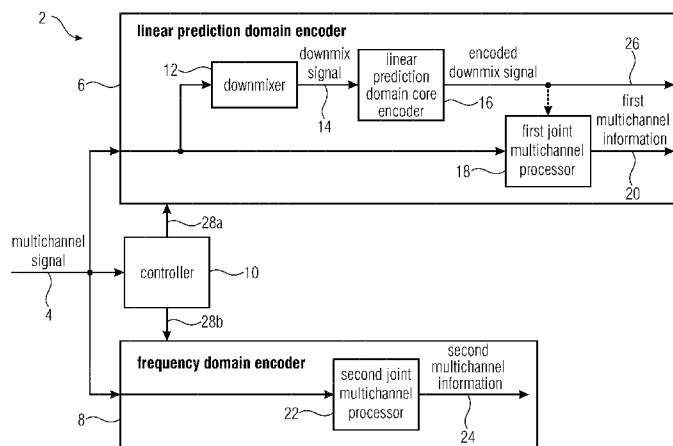 2
linear prediction domain encoder
6
12
downmixer
downmix
signal
14
linear
prediction
domain core
encoder
16
encoded
downmix signal
26
first joint
multichannel
processor
18
first
multichannel
information
20
28a
multichannel
signal
4
controller
10
28b
frequency domain encoder
8
second joint
multichannel
processor
22
second
multichannel
information
24